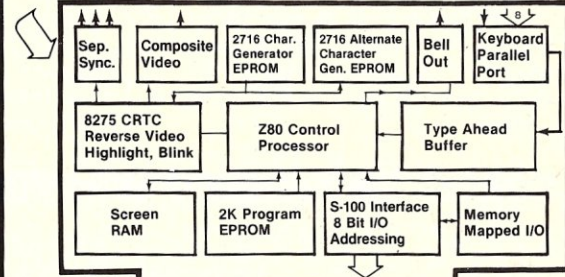 8
Sep.
Sync.
Composite
Video
2716 Char.
Generator
EPROM
2716 Alternate
Character
Gen. EPROM
Bell
Out
Keyboard
Parallel
Port
8275 CRTC
Reverse Video
Highlight, Blink
Z80 Control
Processor
Type Ahead
Buffer
Screen
RAM
2K Program
EPROM
S-100 Interface
8 Bit I/O
Addressing
Memory
Mapped I/O